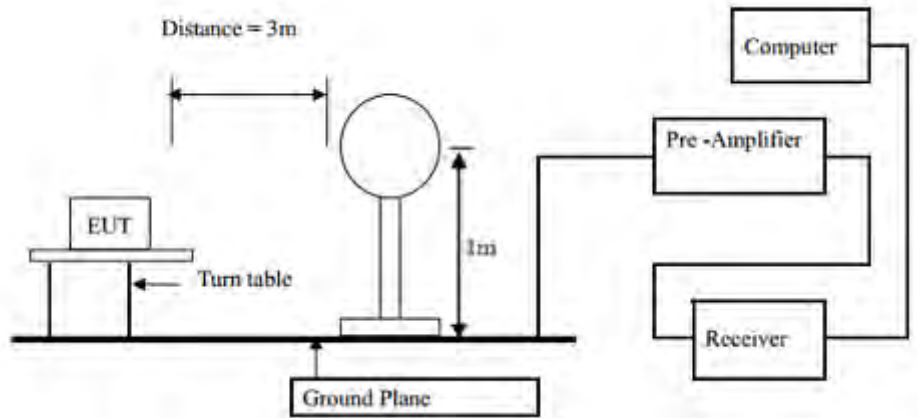 Distance = 3m
Computer
Pre -Amplifier
EUT
1m
Turn table
Receiver
Ground Plane